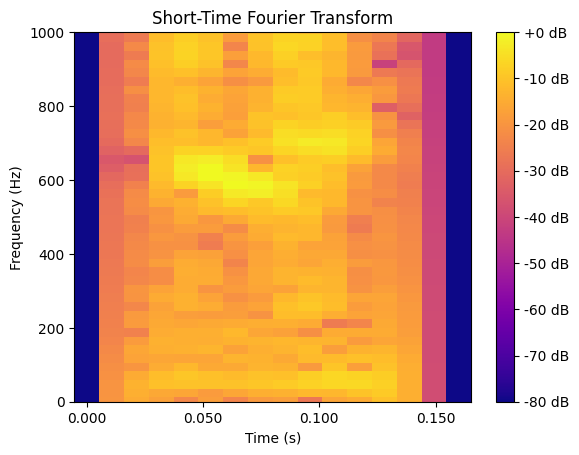 Short-Time Fourier Transform
1000
800
600
400
200
0
Frequency (Hz)
0.000
0.050
0.100
0.150
Time (s)
+0 dB
-10 dB
-20 dB
-30 dB
-40 dB
-50 dB
-60 dB
-70 dB
-80 dB